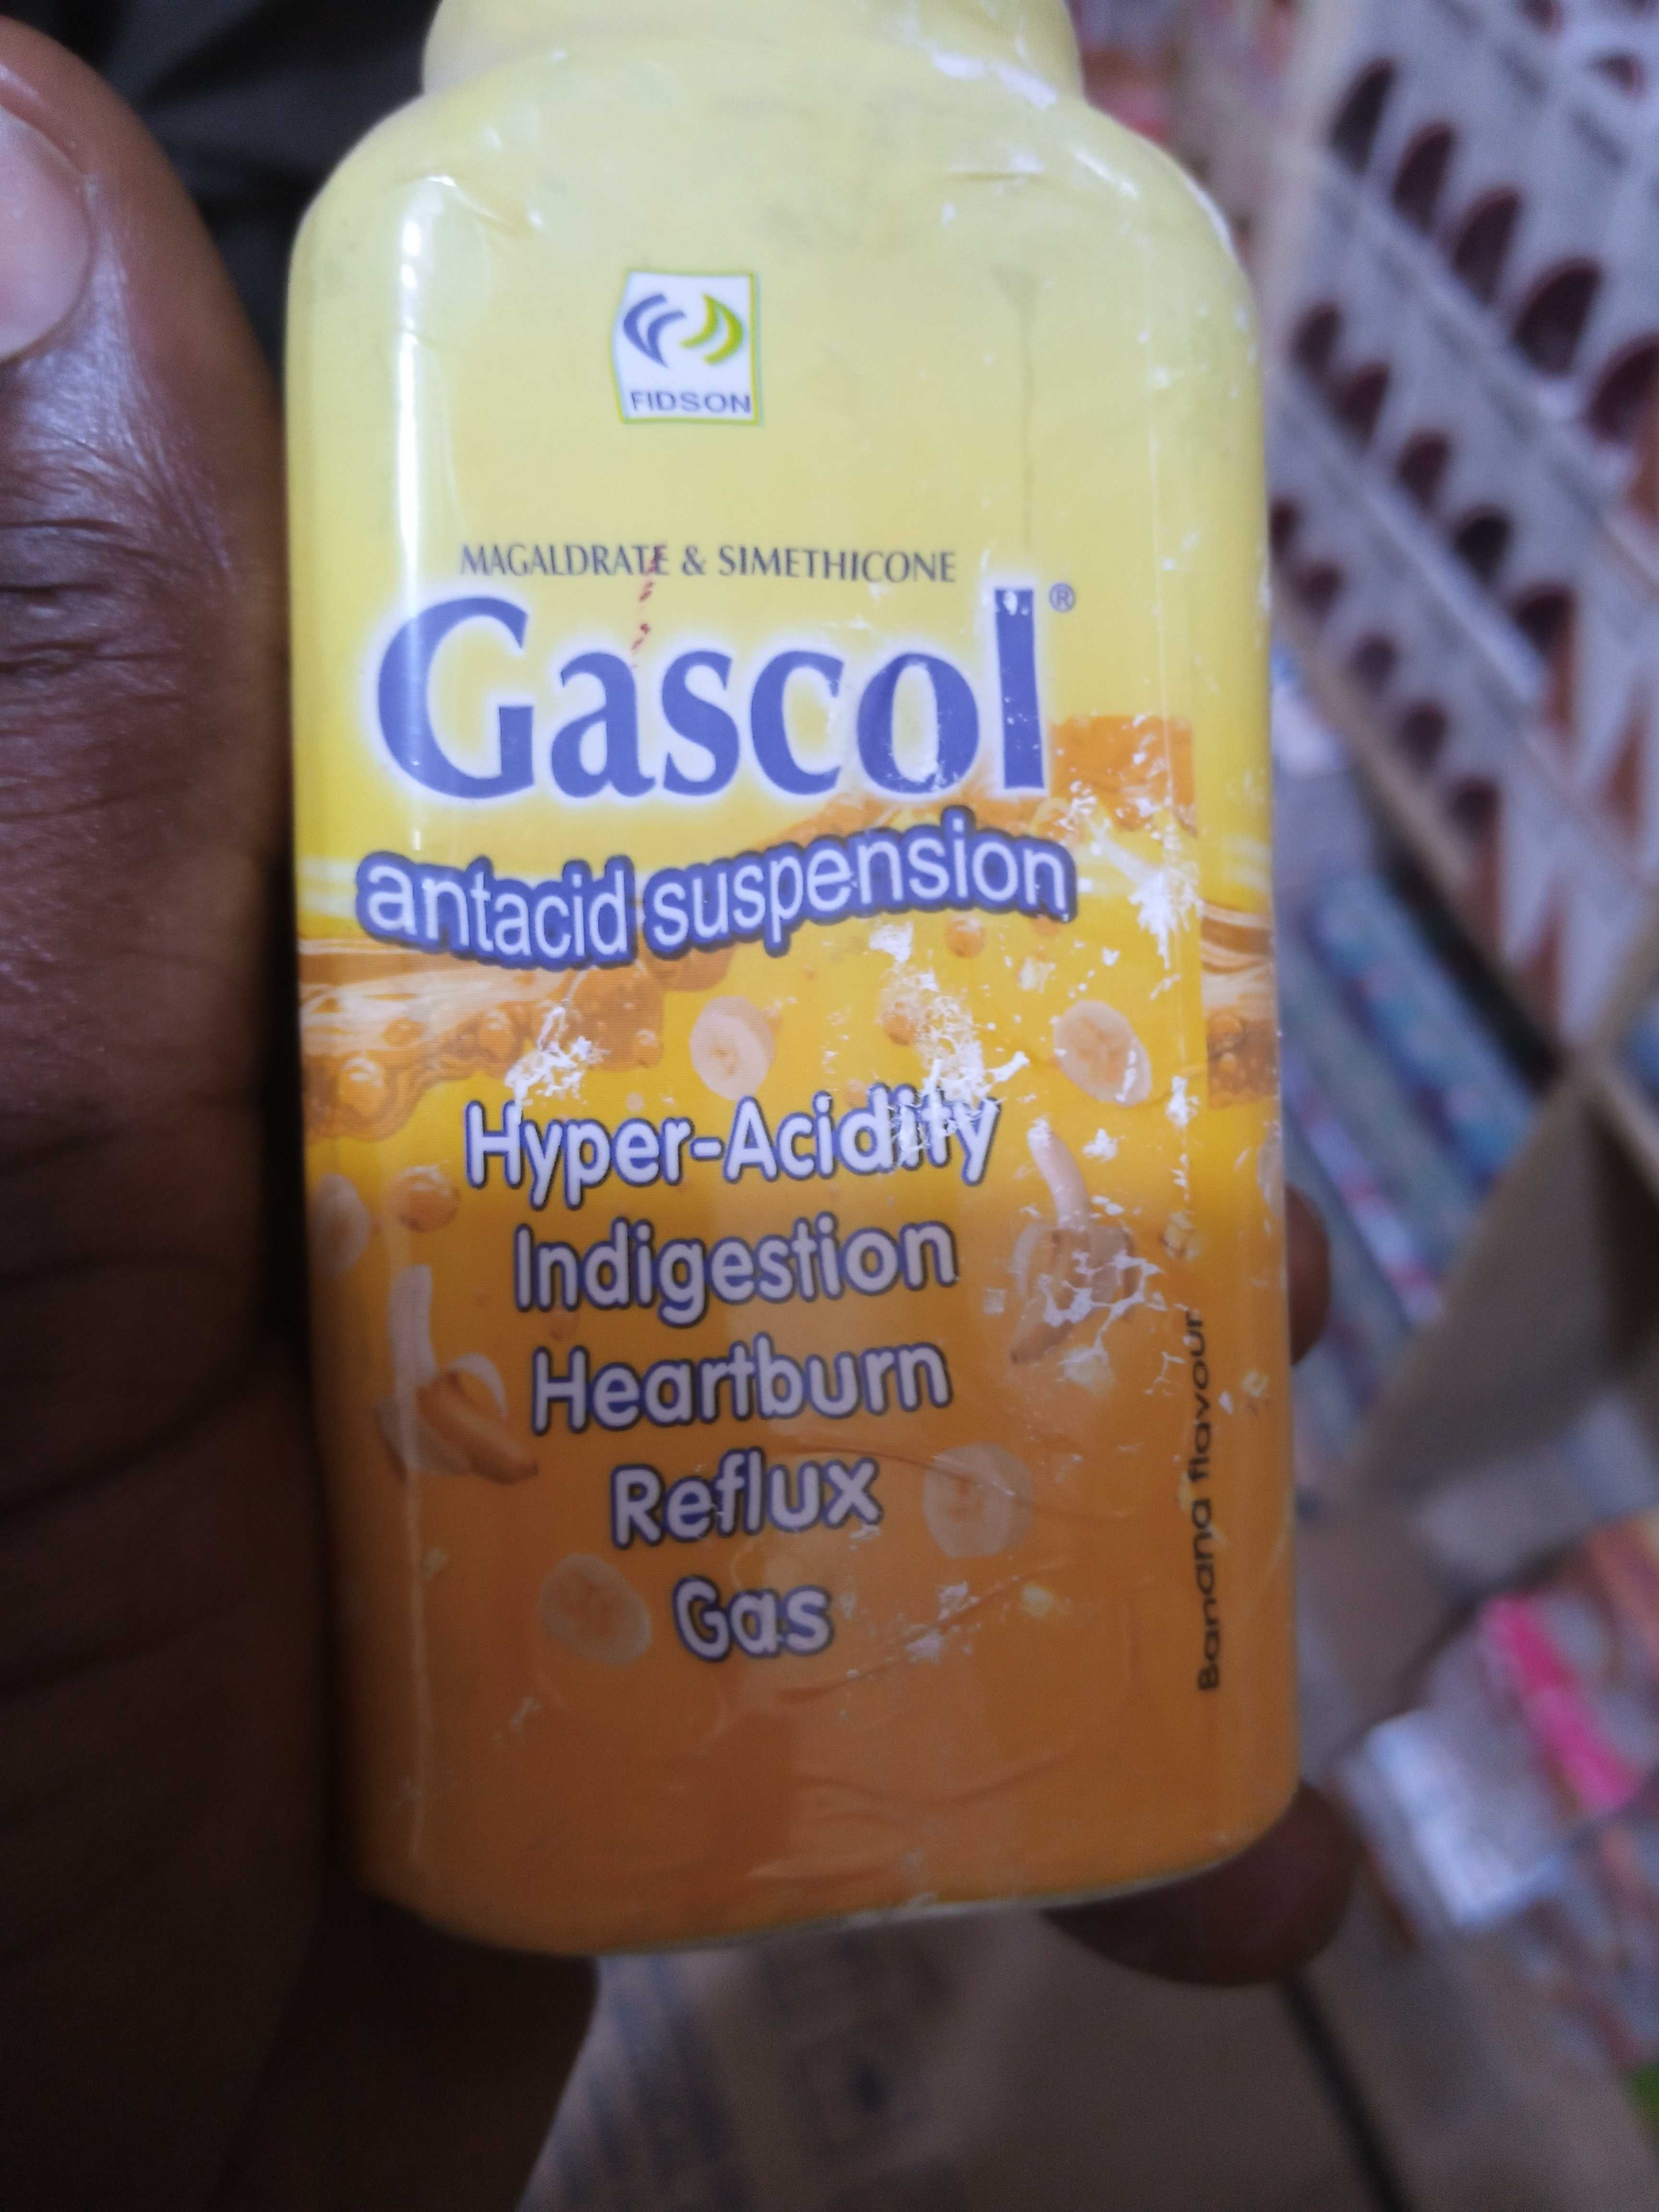 FIDSON
MAGALDRATE & SIMETHICONE
Gascol®
antacid suspension
Hyper-Acidity
Indigestion
Heartburn
Reflux
Gas
Banana flavour